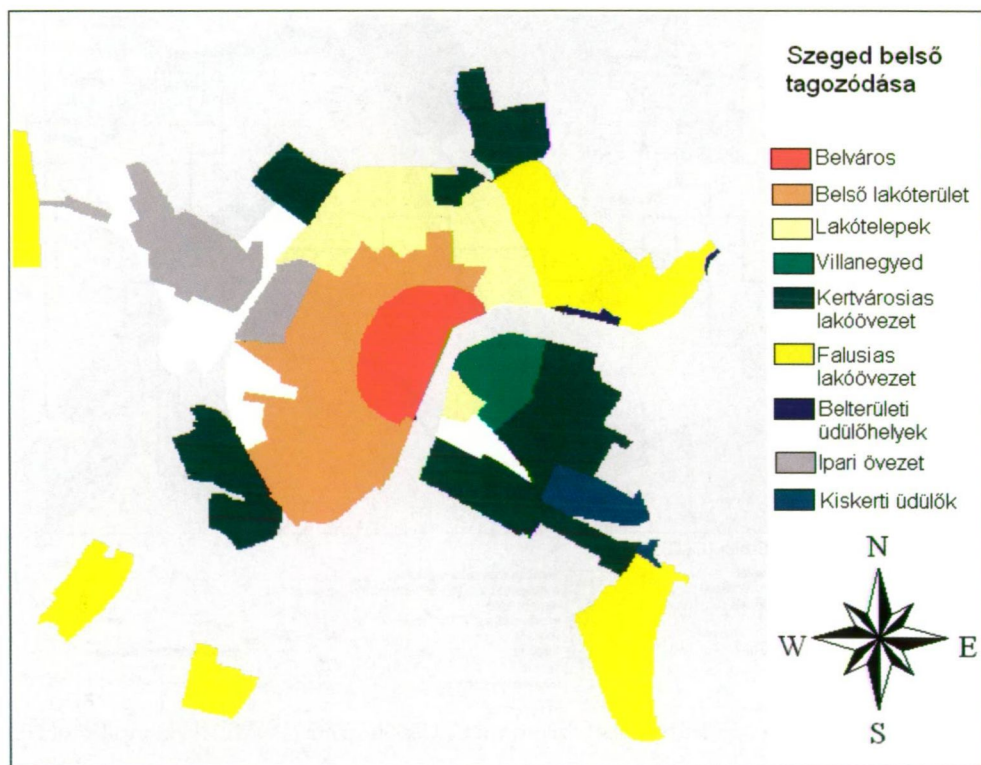 Szeged belső
tagozódása
Belváros
Belső lakóterület
Lakótelepek
Villanegyed
Kertvárosias
lakóövezet
Falusias
lakóövezet
Belterületi
üdülőhelyek
Ipari övezet
Kiskerti üdülők
N
W E
S